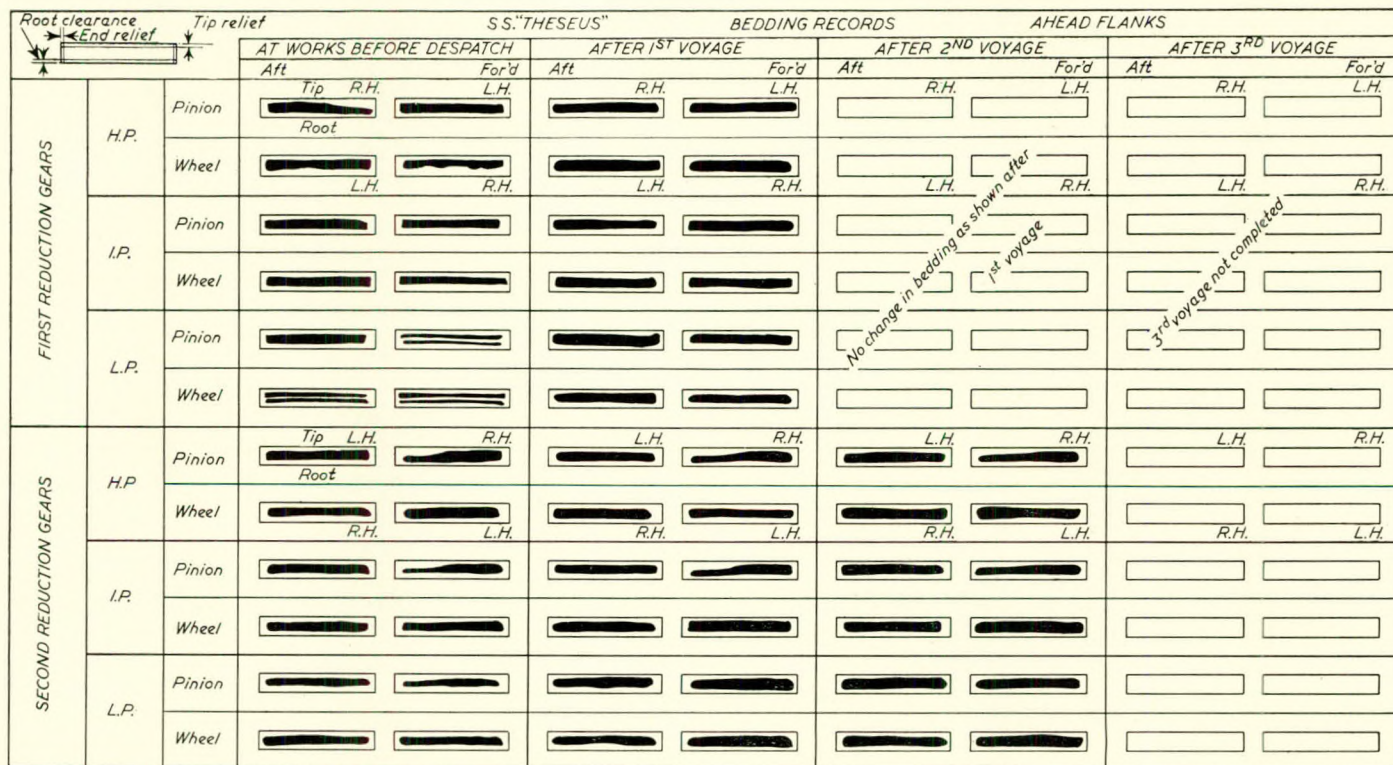 Root clearance
End relief
Tip relief
S.S."THESEUS" BEDDING RECORDS AHEAD FLANKS
AT WORKS BEFORE DESPATCH AFTER 1ST VOYAGE AFTER 2ND VOYAGE AFTER 3RD VOYAGE
Aft For'd Aft For'd Aft For'd Aft For'd
FIRST REDUCTION GEARS
H.P.
Pinion
Tip R.H. L.H. R.H. L.H. R.H. L.H. R.H. L.H.
Root
Wheel
L.H. R.H. L.H. R.H. L.H. R.H. L.H. R.H.
I.P.
Pinion
Wheel
L.P.
Pinion
Wheel
No change in bedding as shown after
1st voyage
3rd voyage not completed
SECOND REDUCTION GEARS
H.P
Pinion
Tip L.H. R.H. L.H. R.H. L.H. R.H. L.H. R.H.
Root
Wheel
R.H. L.H. R.H. L.H. R.H. L.H. R.H. L.H.
I.P.
Pinion
Wheel
L.P.
Pinion
Wheel